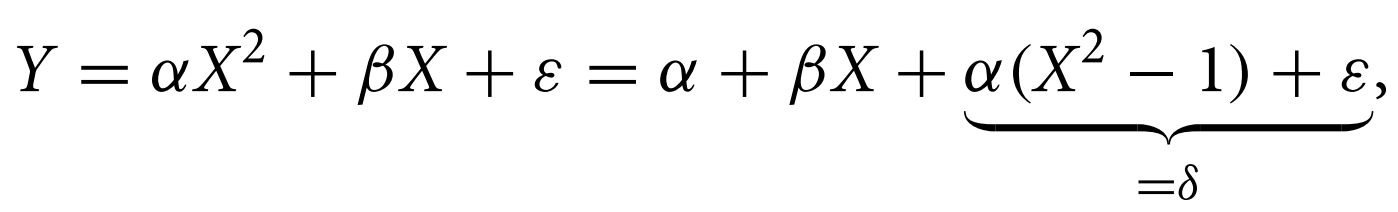 Y = αX² + βX + ε = α + βX + α(X² − 1) + ε,
=δ